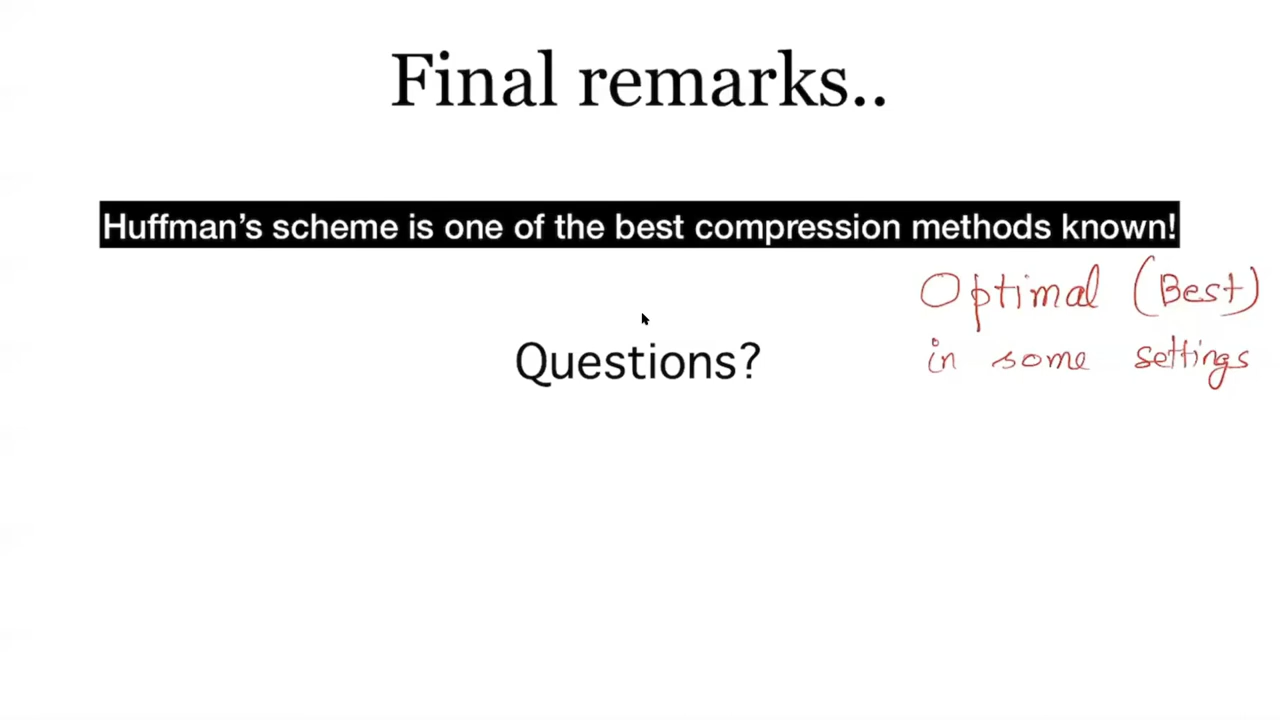 Final remarks..
Huffman's scheme is one of the best compression methods known!
Optimal (Best)
in some settings
Questions?